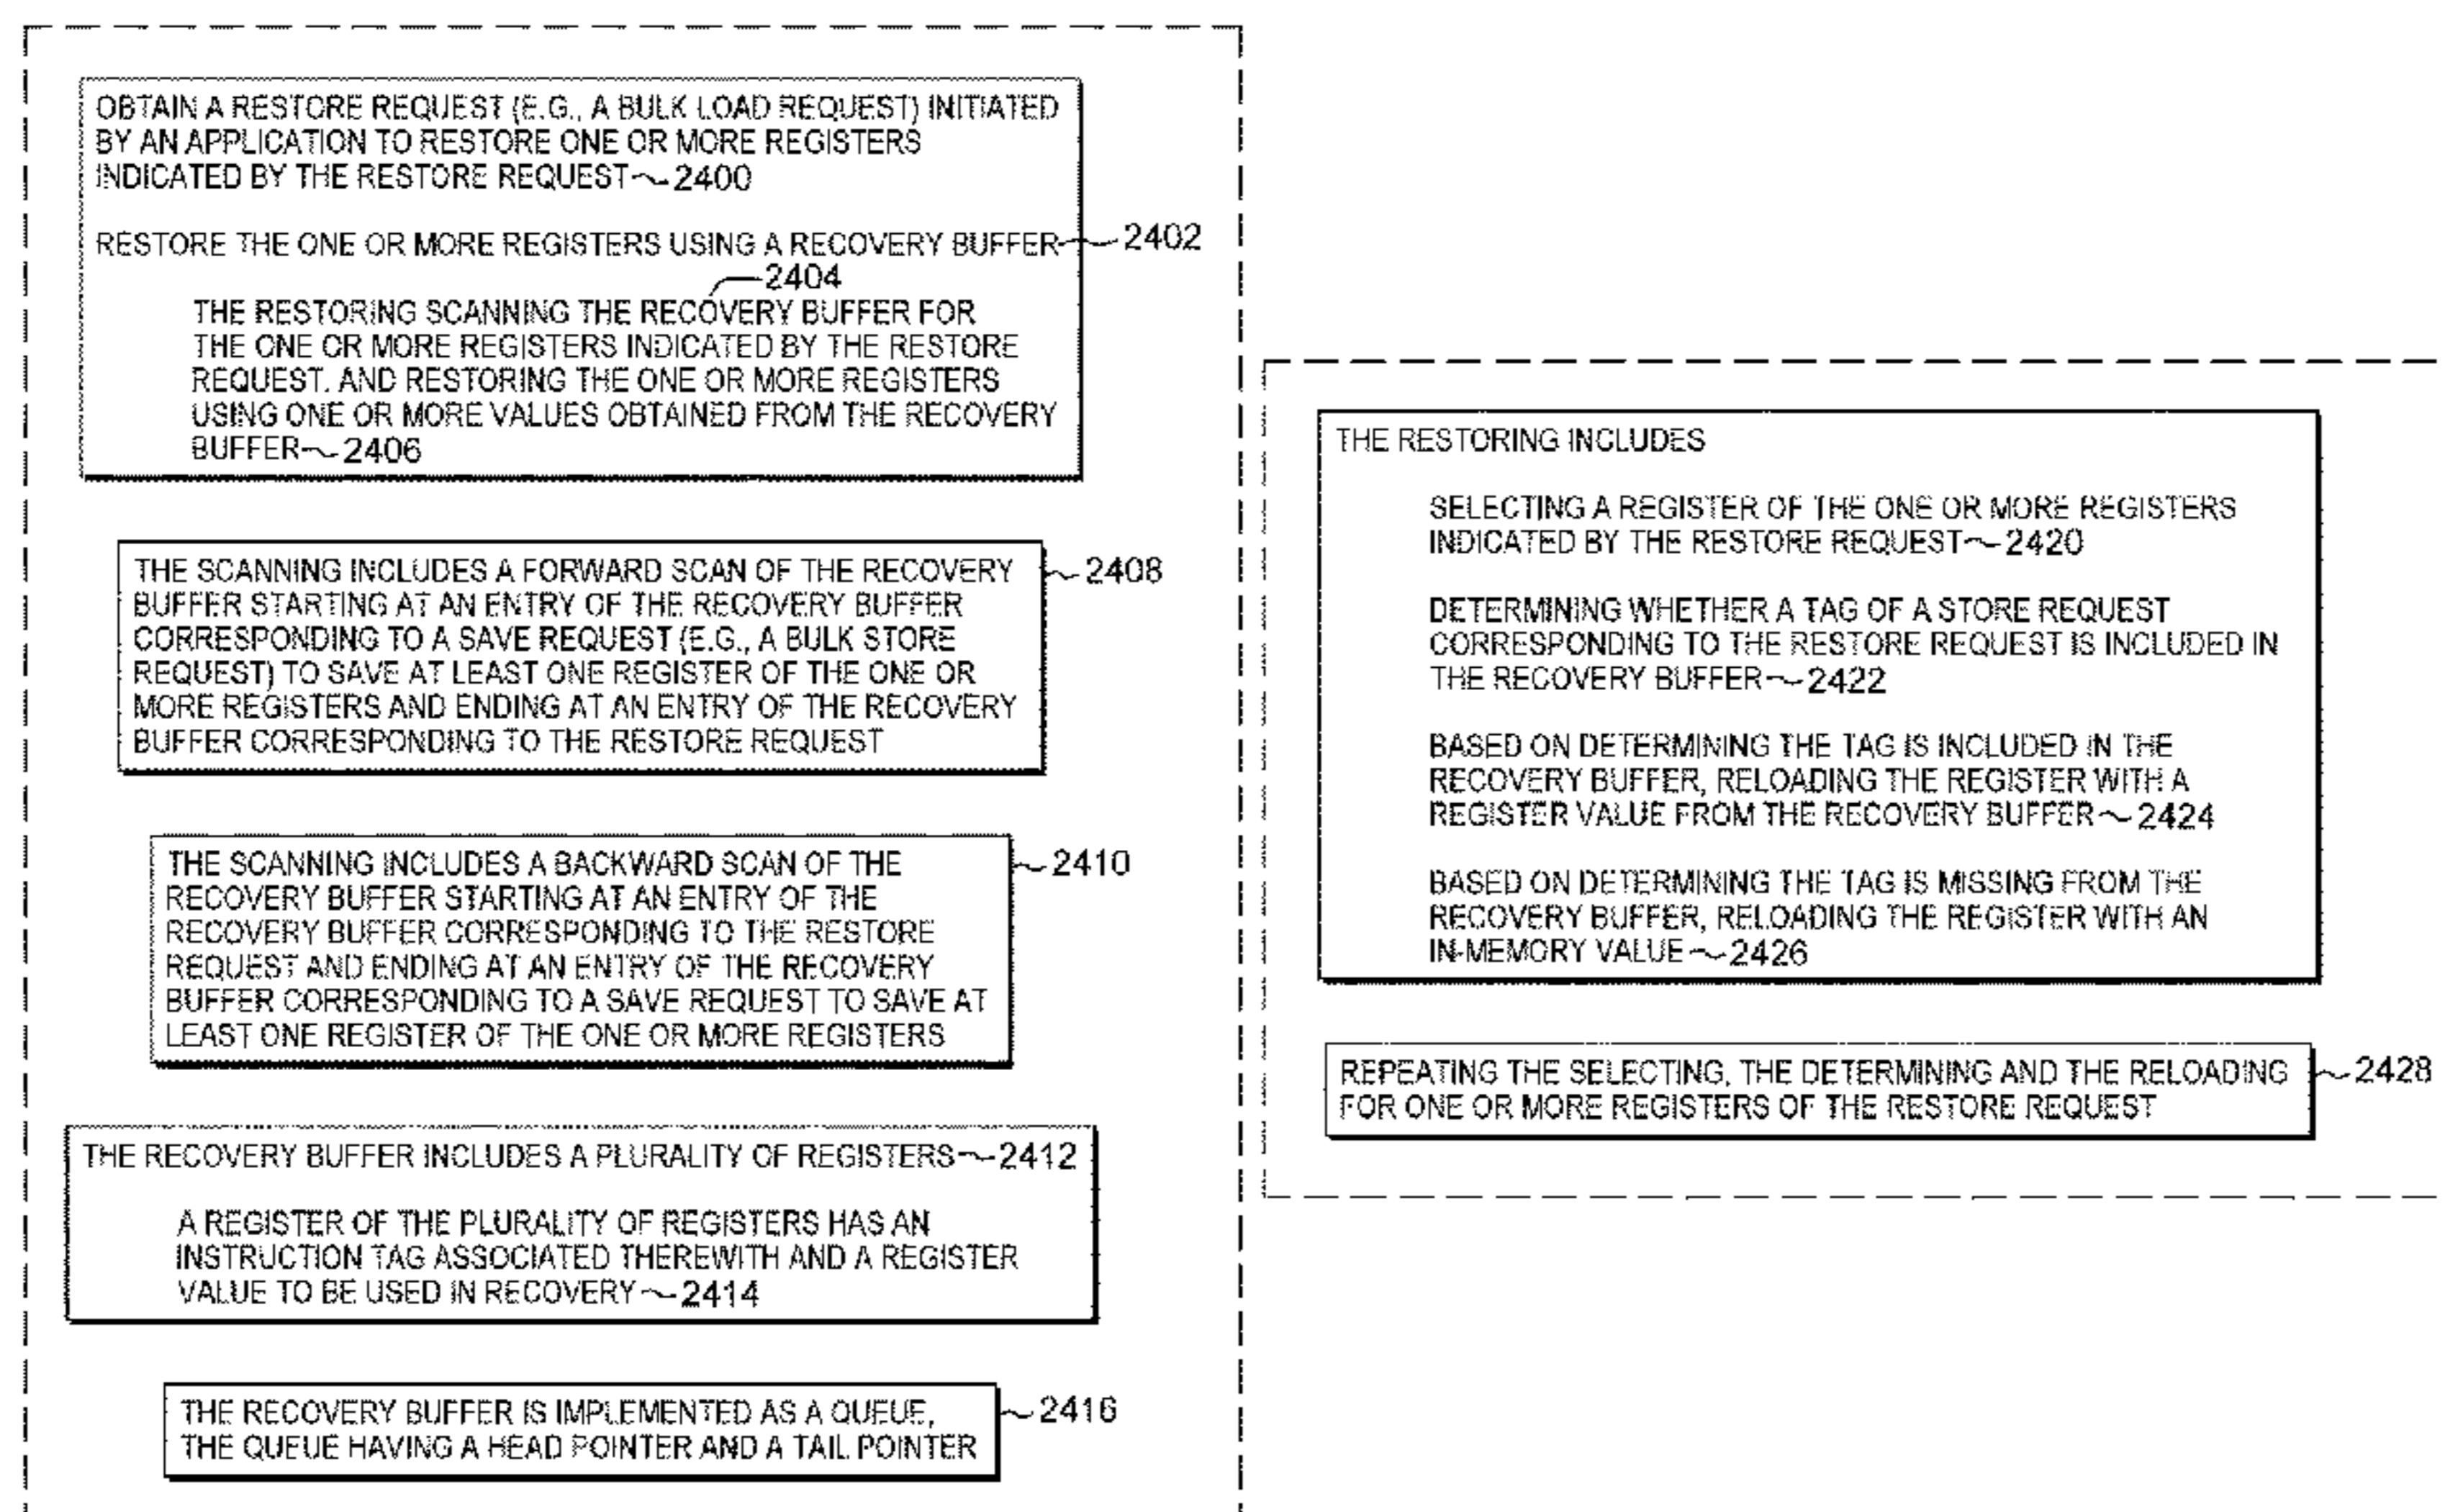 OBTAIN A RESTORE REQUEST (E.G., A BULK LOAD REQUEST) INITIATED
BY AN APPLICATION TO RESTORE ONE OR MORE REGISTERS
INDICATED BY THE RESTORE REQUEST~2400
RESTORE THE ONE OR MORE REGISTERS USING A RECOVERY BUFFER
2402
2404
THE RESTORING SCANNING THE RECOVERY BUFFER FOR
THE ONE OR MORE REGISTERS INDICATED BY THE RESTORE
REQUEST, AND RESTORING THE ONE OR MORE REGISTERS
USING ONE OR MORE VALUES OBTAINED FROM THE RECOVERY
BUFFER~2406
THE SCANNING INCLUDES A FORWARD SCAN OF THE RECOVERY
BUFFER STARTING AT AN ENTRY OF THE RECOVERY BUFFER
CORRESPONDING TO A SAVE REQUEST (E.G., A BULK STORE
REQUEST) TO SAVE AT LEAST ONE REGISTER OF THE ONE OR
MORE REGISTERS AND ENDING AT AN ENTRY OF THE RECOVERY
BUFFER CORRESPONDING TO THE RESTORE REQUEST
2408
THE SCANNING INCLUDES A BACKWARD SCAN OF THE
RECOVERY BUFFER STARTING AT AN ENTRY OF THE
RECOVERY BUFFER CORRESPONDING TO THE RESTORE
REQUEST AND ENDING AT AN ENTRY OF THE RECOVERY
BUFFER CORRESPONDING TO A SAVE REQUEST TO SAVE AT
LEAST ONE REGISTER OF THE ONE OR MORE REGISTERS
2410
THE RECOVERY BUFFER INCLUDES A PLURALITY OF REGISTERS~2412
A REGISTER OF THE PLURALITY OF REGISTERS HAS AN
INSTRUCTION TAG ASSOCIATED THEREWITH AND A REGISTER
VALUE TO BE USED IN RECOVERY~2414
THE RECOVERY BUFFER IS IMPLEMENTED AS A QUEUE,
THE QUEUE HAVING A HEAD POINTER AND A TAIL POINTER
2416
THE RESTORING INCLUDES
SELECTING A REGISTER OF THE ONE OR MORE REGISTERS
INDICATED BY THE RESTORE REQUEST~2420
DETERMINING WHETHER A TAG OF A STORE REQUEST
CORRESPONDING TO THE RESTORE REQUEST IS INCLUDED IN
THE RECOVERY BUFFER~2422
BASED ON DETERMINING THE TAG IS INCLUDED IN THE
RECOVERY BUFFER, RELOADING THE REGISTER WITH A
REGISTER VALUE FROM THE RECOVERY BUFFER~2424
BASED ON DETERMINING THE TAG IS MISSING FROM THE
RECOVERY BUFFER, RELOADING THE REGISTER WITH AN
IN-MEMORY VALUE~2426
REPEATING THE SELECTING, THE DETERMINING AND THE RELOADING
FOR ONE OR MORE REGISTERS OF THE RESTORE REQUEST
2428